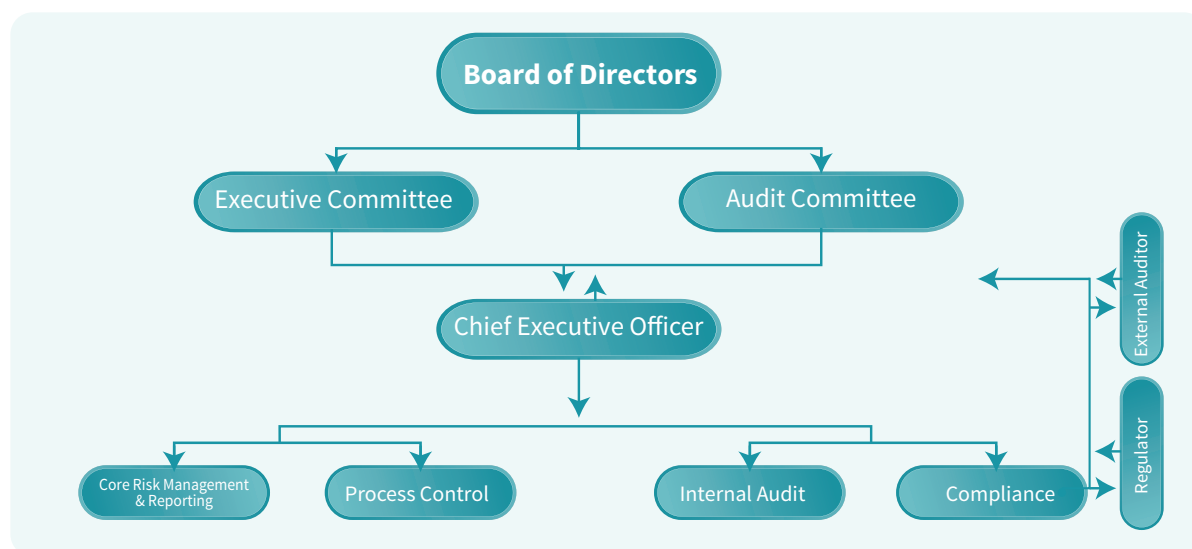 Board of Directors
Executive Committee
Audit Committee
External Auditor
Chief Executive Officer
Core Risk Management
& Reporting
Process Control
Internal Audit
Compliance
Regulator